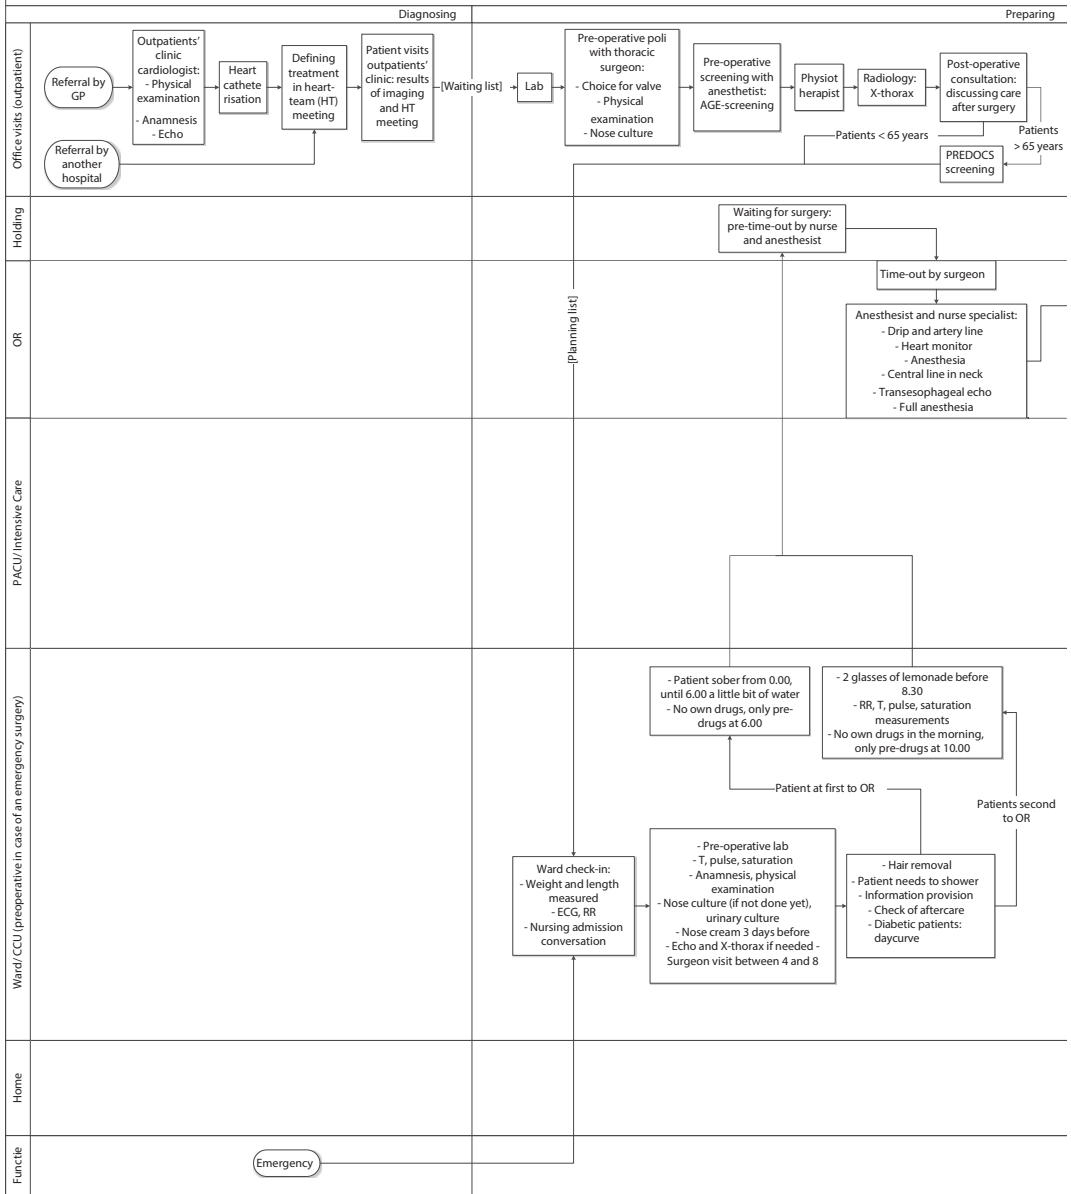 Diagnosing
Preparing
Office visits (outpatient)
Referral by
GP
Referral by
another
hospital
Outpatients'
clinic
cardiologist:
- Physical
examination
- Anamnesis
- Echo
Heart
cathete
risation
Defining
treatment
in heart-
team (HT)
meeting
Patient visits
outpatients'
clinic: results
of imaging
and HT
meeting
[Waiting list]
Lab
Pre-operative poli
with thoracic
surgeon:
- Choice for valve
- Physical
examination
- Nose culture
Pre-operative
screening with
anesthetist:
AGE-screening
Physiot
herapist
Radiology:
X-thorax
Post-operative
consultation:
discussing care
after surgery
Patients < 65 years
Patients
> 65 years
PREDOCS
screening
Holding
Waiting for surgery:
pre-time-out by nurse
and anesthesist
OR
[Planning list]
Time-out by surgeon
Anesthesist and nurse specialist:
- Drip and artery line
- Heart monitor
- Anesthesia
- Central line in neck
- Transesophageal echo
- Full anesthesia
PACU/ Intensive Care
Ward/ CCU (preoperative in case of an emergency surgery)
- Patient sober from 0.00,
until 6.00 a little bit of water
- No own drugs, only pre-
drugs at 6.00
- 2 glasses of lemonade before
8.30
- RR, T, pulse, saturation
measurements
- No own drugs in the morning,
only pre-drugs at 10.00
Patient at first to OR
Patients second
to OR
Ward check-in:
- Weight and length
measured
- ECG, RR
- Nursing admission
conversation
- Pre-operative lab
- T, pulse, saturation
- Anamnesis, physical
examination
- Nose culture (if not done yet),
urinary culture
- Nose cream 3 days before
- Echo and X-thorax if needed -
Surgeon visit between 4 and 8
- Hair removal
- Patient needs to shower
- Information provision
- Check of aftercare
- Diabetic patients:
daycurve
Home
Functie
Emergency